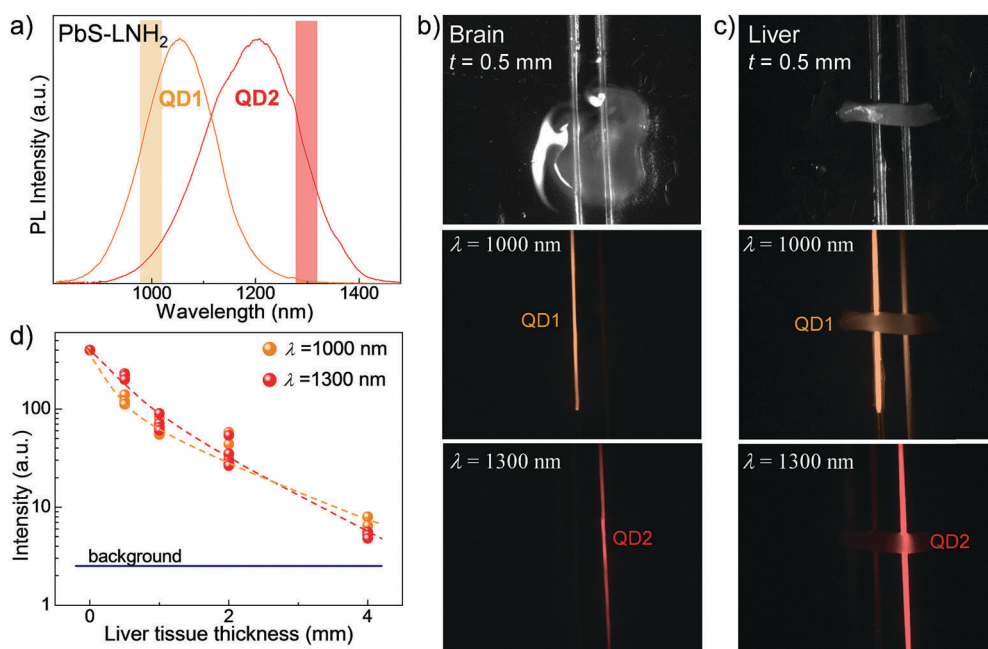 a)
PbS-LNH₂
QD1
QD2
PL Intensity (a.u.)
1000
1200
1400
Wavelength (nm)
b)
Brain
t = 0.5 mm
λ = 1000 nm
QD1
λ = 1300 nm
QD2
c)
Liver
t = 0.5 mm
λ = 1000 nm
QD1
λ = 1300 nm
QD2
d)
λ = 1000 nm
λ = 1300 nm
Intensity (a.u.)
100
10
1
background
0
2
4
Liver tissue thickness (mm)